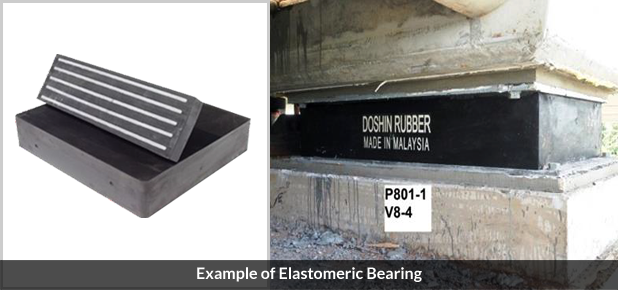 DOSHIN RUBBER
MADE IN MALAYSIA
P801-1
V8-4
Example of Elastomeric Bearing